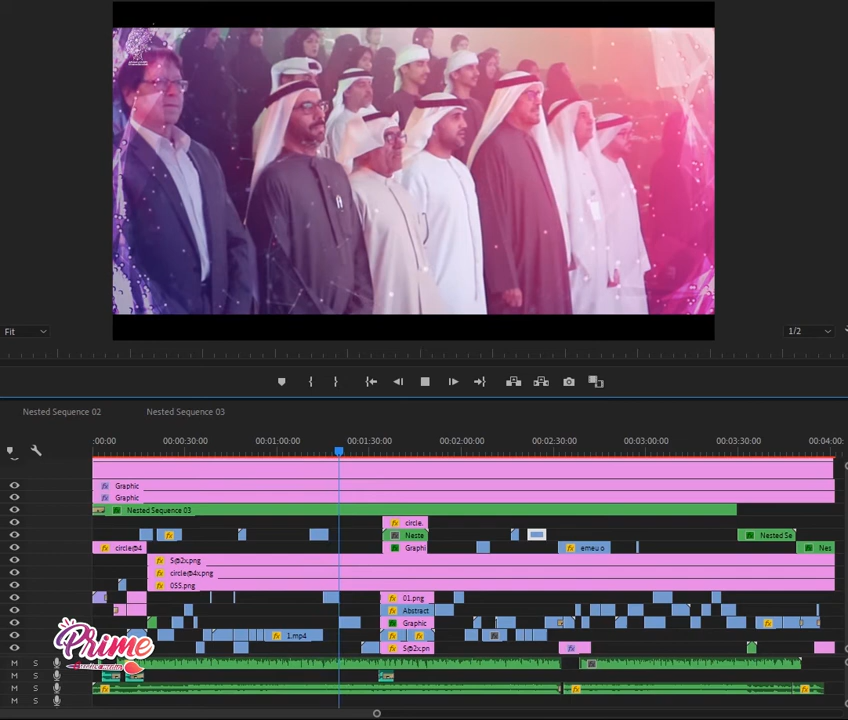 Fit
1/2
Nested Sequence 02
Nested Sequence 03
:00:00
00:00:30:00
00:01:00:00
00:01:30:00
00:02:00:00
00:02:30:00
00:03:00:00
00:03:30:00
00:04:00:
Graphic
Graphic
Nested Sequence 03
circle.
Neste
Nested Se
circle@4
Graphi
emeu o
Nes
S@2x.png
circle@4x.png
055.png
01.png
Abstract
Graphic
1.mp4
S@2x.pn
Prime
M S
M S
M S
M S